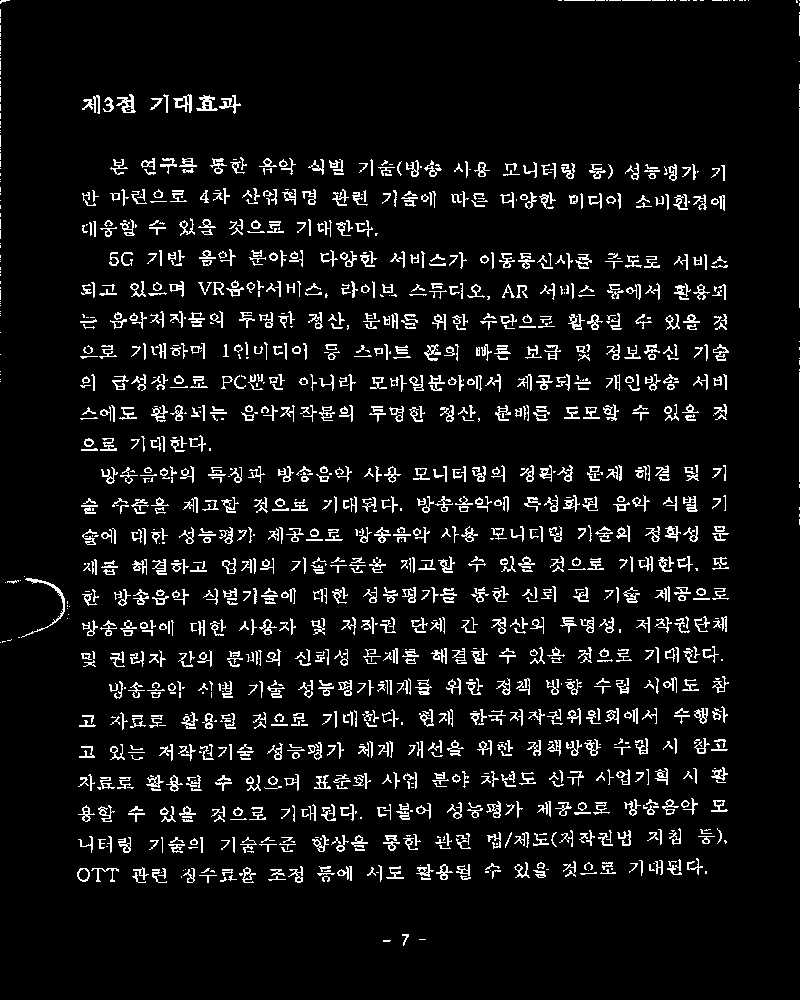 제3절 기대효과
본 연구를 통한 음악 식별 기술(방송 사용 모니터링 등) 성능평가 기
반 마련으로 4차 산업혁명 관련 기술에 따른 다양한 미디어 소비환경에
대응할 수 있을 것으로 기대한다.
5G 기반 음악 분야의 다양한 서비스가 이동통신사를 주도로 서비스
되고 있으며 VR음악서비스, 라이브 스튜디오, AR 서비스 등에서 활용되
는 음악저작물의 투명한 정산, 분배를 위한 수단으로 활용될 수 있을 것
으로 기대하며 1인미디어 등 스마트 폰의 빠른 보급 및 정보통신 기술
의 급성장으로 PC뿐만 아니라 모바일분야에서 제공되는 개인방송 서비
스에도 활용되는 음악저작물의 투명한 정산, 분배를 도모할 수 있을 것
으로 기대한다.
방송음악의 특징과 방송음악 사용 모니터링의 정확성 문제 해결 및 기
술 수준을 제고할 것으로 기대된다. 방송음악에 특성화된 음악 식별 기
술에 대한 성능평가 제공으로 방송음악 사용 모니터링 기술의 정확성 문
제를 해결하고 업계의 기술수준을 제고할 수 있을 것으로 기대한다. 또
한 방송음악 식별기술에 대한 성능평가를 통한 신뢰 된 기술 제공으로
방송음악에 대한 사용자 및 저작권 단체 간 정산의 투명성, 저작권단체
및 권리자 간의 분배의 신뢰성 문제를 해결할 수 있을 것으로 기대한다.
방송음악 식별 기술 성능평가체계를 위한 정책 방향 수립 시에도 참
고 자료로 활용될 것으로 기대한다. 현재 한국저작권위원회에서 수행하
고 있는 저작권기술 성능평가 체계 개선을 위한 정책방향 수립 시 참고
자료로 활용될 수 있으며 표준화 사업 분야 차년도 신규 사업기획 시 활
용할 수 있을 것으로 기대된다. 더불어 성능평가 제공으로 방송음악 모
니터링 기술의 기술수준 향상을 통한 관련 법/제도(저작권법 지침 등),
OTT 관련 징수료율 조정 등에 서도 활용될 수 있을 것으로 기대된다.
- 7 -